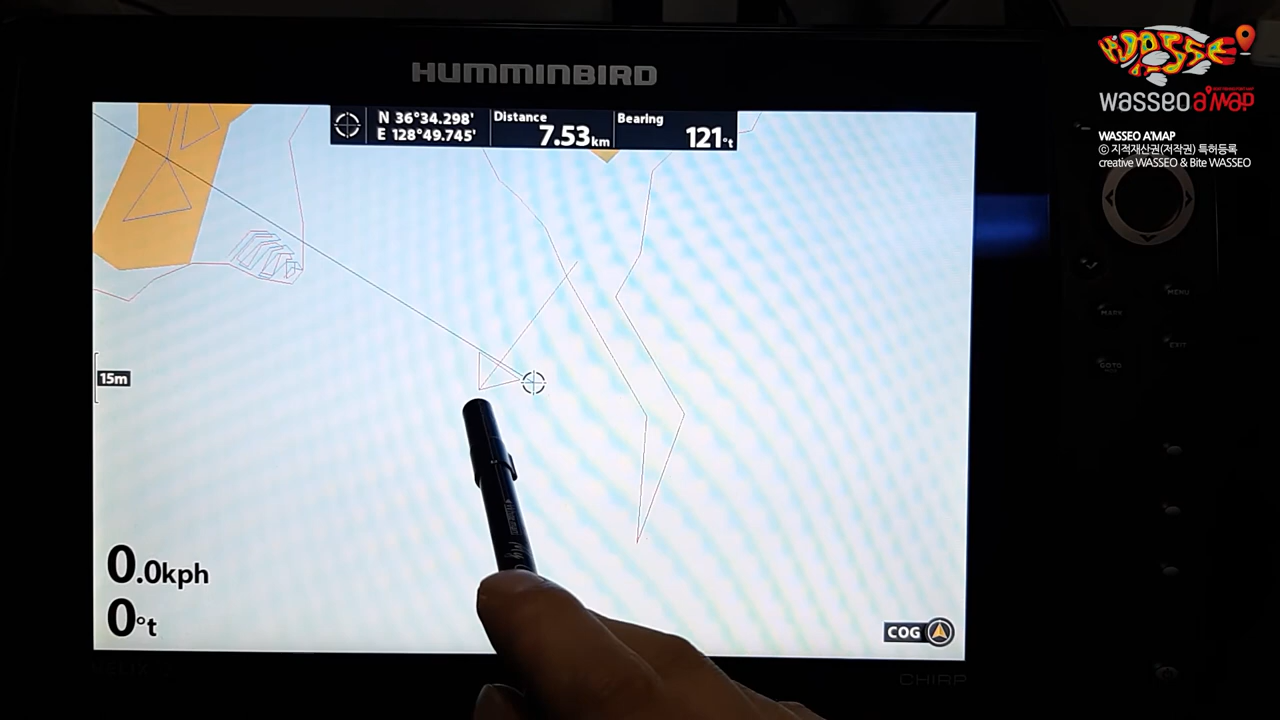 HUMMINBIRD
N 36°34.298'
E 128°49.745'
Distance
7.53km
Bearing
121°t
15m
0.0kph
0°t
COG
HELIX
CHIRP
MENU
MARK
EXIT
GOTO
WASSEO
wasseo a'map
WASSEO A'MAP
© 지적재산권(저작권) 특허등록
creative WASSEO & Bite WASSEO